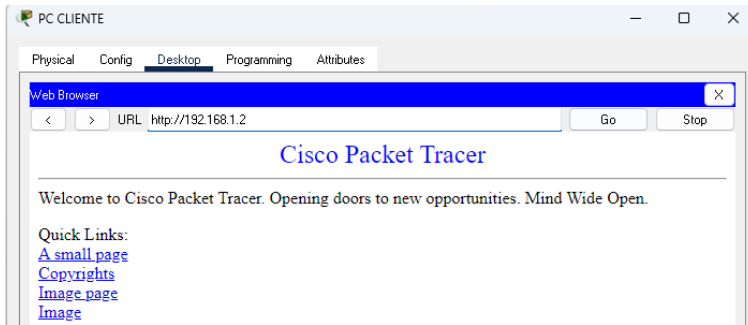 PC CLIENTE
Physical Config Desktop Programming Attributes
Web Browser X
< > URL http://192.168.1.2 Go Stop
Cisco Packet Tracer
Welcome to Cisco Packet Tracer. Opening doors to new opportunities. Mind Wide Open.
Quick Links:
A small page
Copyrights
Image page
Image